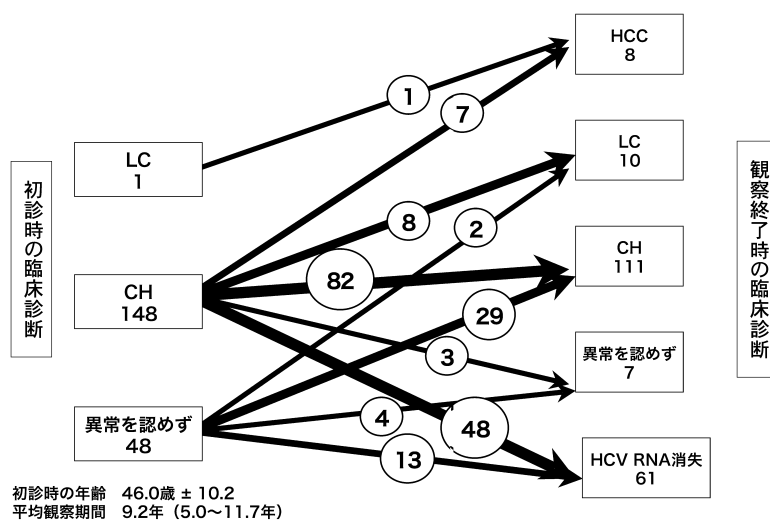 初診時の臨床診断
LC
1
CH
148
異常を認めず
48
1
7
8
2
82
29
3
4
48
13
HCC
8
LC
10
CH
111
異常を認めず
7
HCV RNA消失
61
観察終了時の臨床診断
初診時の年齢 46.0歳 ± 10.2
平均観察期間 9.2年（5.0〜11.7年）